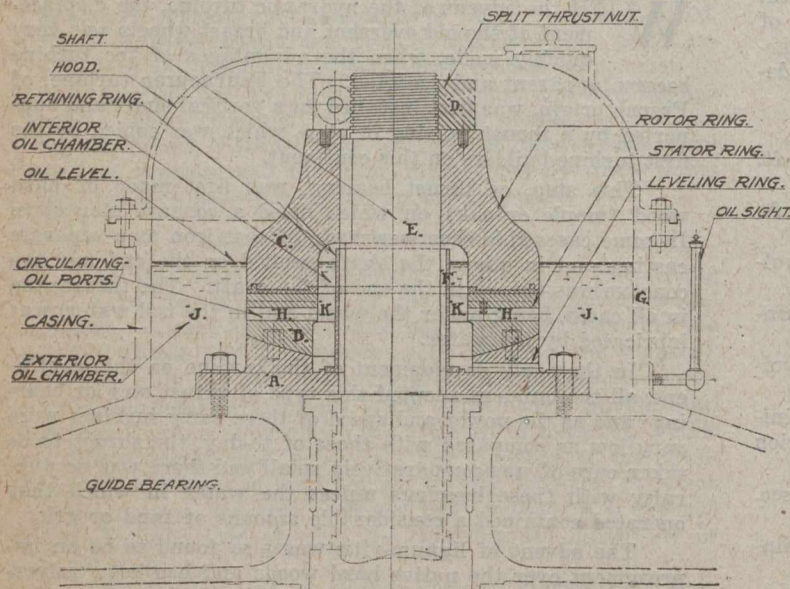 SPLIT THRUST NUT.
SHAFT.
HOOD.
RETAINING RING.
INTERIOR
OIL CHAMBER.
OIL LEVEL.
CIRCULATING-
OIL PORTS.
CASING.
EXTERIOR
OIL CHAMBER.
GUIDE BEARING.
ROTOR RING.
STATOR RING.
LEVELING RING.
OIL SIGHT.
D.
E.
C.
F.
G.
J.
H.
K.
K.
H.
J.
B.
A.